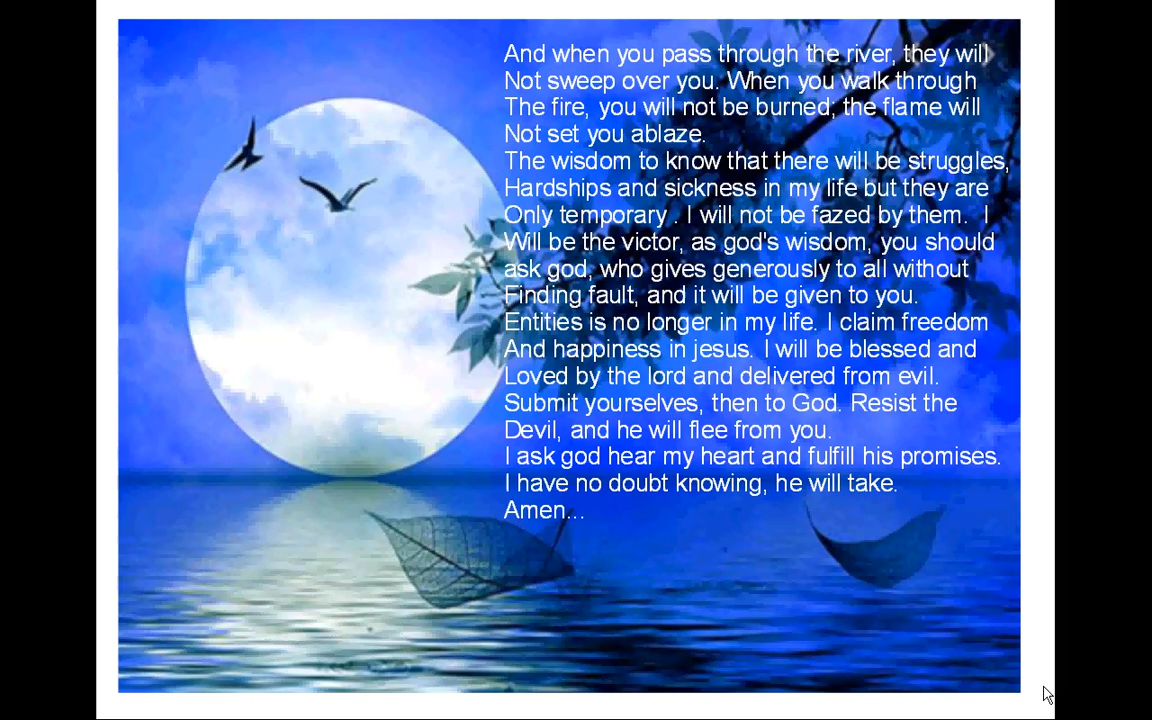 And when you pass through the river, they will
Not sweep over you. When you walk through
The fire, you will not be burned; the flame will
Not set you ablaze.
The wisdom to know that there will be struggles,
Hardships and sickness in my life but they are
Only temporary . I will not be fazed by them.  I
Will be the victor, as god's wisdom, you should
ask god, who gives generously to all without
Finding fault, and it will be given to you.
Entities is no longer in my life. I claim freedom
And happiness in jesus. I will be blessed and
Loved by the lord and delivered from evil.
Submit yourselves, then to God. Resist the
Devil, and he will flee from you.
I ask god hear my heart and fulfill his promises.
I have no doubt knowing, he will take.
Amen...